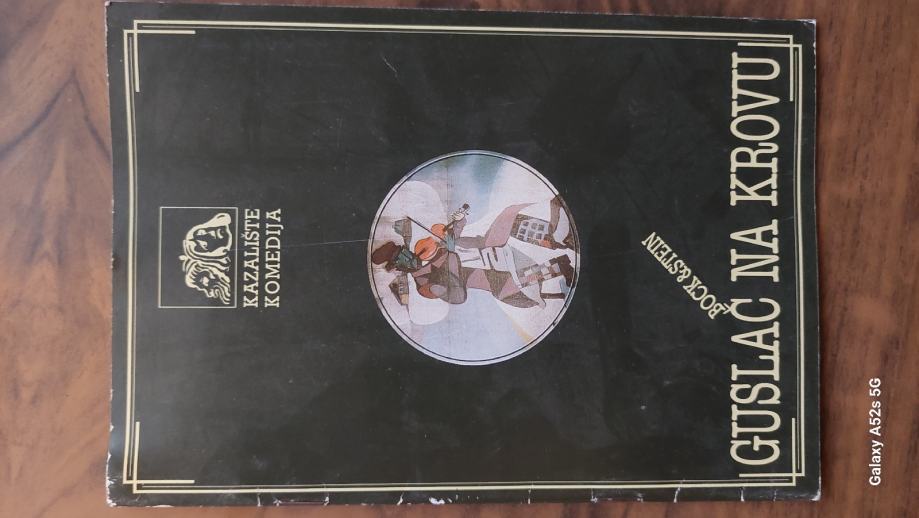 KAZALIŠTE
KOMEDIJA
BOCK & STEIN
GUSLAČ NA KROVU
Galaxy A52s 5G